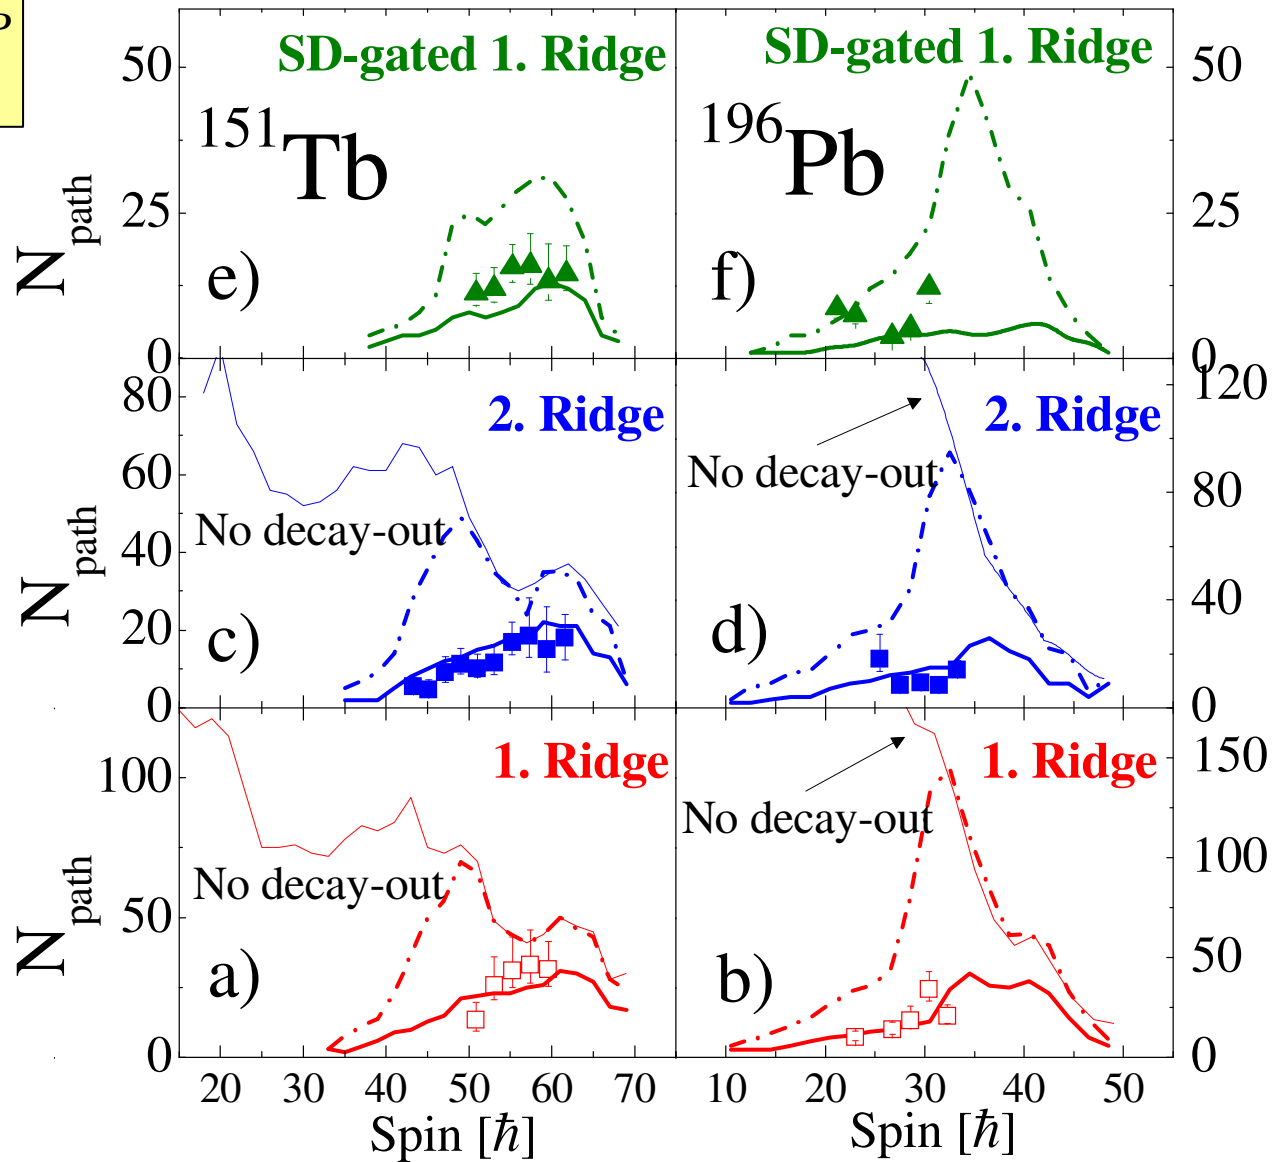 P
SD-gated 1. Ridge
SD-gated 1. Ridge
151Tb
196Pb
e)
f)
Npath
50
25
0
50
25
0
2. Ridge
2. Ridge
No decay-out
No decay-out
c)
d)
Npath
80
60
40
20
0
120
80
40
0
1. Ridge
1. Ridge
No decay-out
No decay-out
a)
b)
Npath
100
50
0
150
100
50
0
20 30 40 50 60 70
10 20 30 40 50
Spin [ħ]
Spin [ħ]